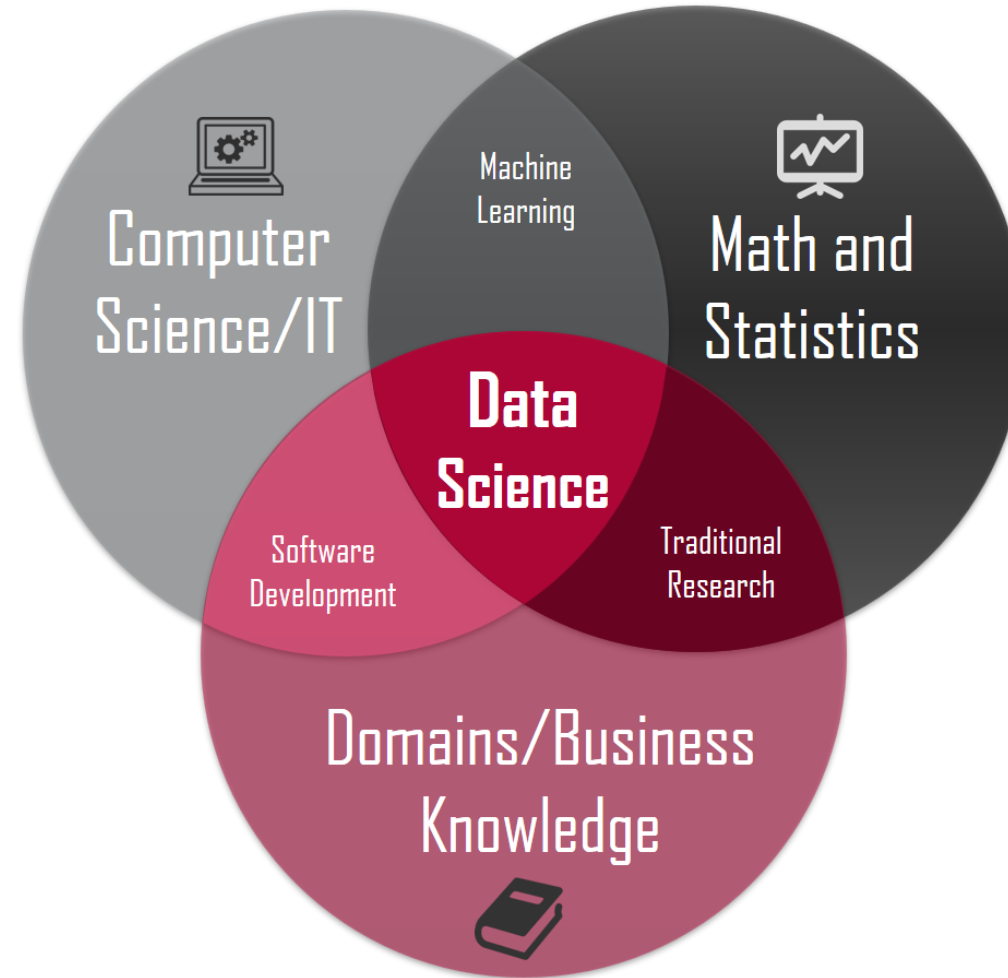 Machine
Learning
Computer
Science/IT
Math and
Statistics
Data
Science
Software
Development
Traditional
Research
Domains/Business
Knowledge